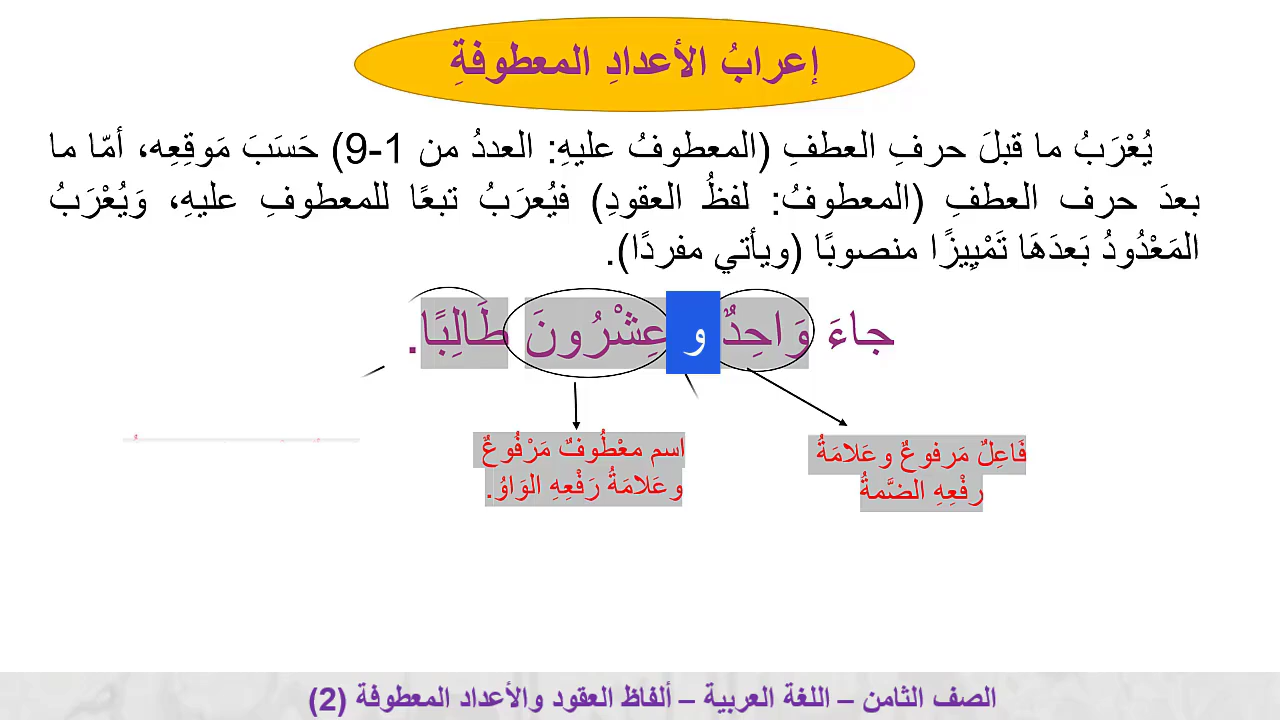 إعرابُ الأعدادِ المعطوفةِ
يُعْرَبُ ما قبلَ حرفِ العطفِ (المعطوفُ عليهِ: العددُ من 1-9) حَسَبَ مَوقِعِه، أمّا ما
بعدَ حرف العطفِ (المعطوفُ: لفظُ العقودِ) فيُعرَبُ تبعًا للمعطوفِ عليهِ، وَيُعْرَبُ
المَعْدُودُ بَعدَهَا تَمْيِيزًا منصوبًا (ويأتي مفردًا).
جاءَ وَاحِدٌ و عِشْرُونَ طَالِبًا.
فَاعِلٌ مَرفوعٌ وعَلامَةُ
رفْعِهِ الضَّمةُ
اسم معْطُوفٌ مَرْفُوعٌ
وعَلامَةُ رَفْعِهِ الوَاوُ.
الصف الثامن – اللغة العربية – ألفاظ العقود والأعداد المعطوفة (2)